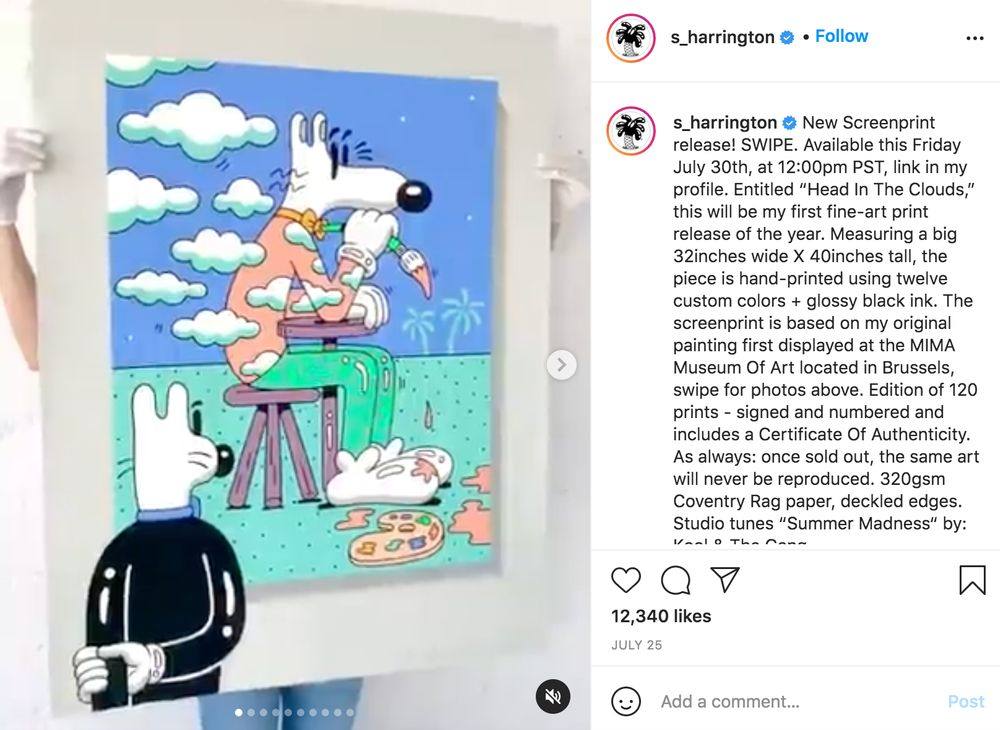 s_harrington • Follow
s_harrington New Screenprint
release! SWIPE. Available this Friday
July 30th, at 12:00pm PST, link in my
profile. Entitled “Head In The Clouds,”
this will be my first fine-art print
release of the year. Measuring a big
32inches wide X 40inches tall, the
piece is hand-printed using twelve
custom colors + glossy black ink. The
screenprint is based on my original
painting first displayed at the MIMA
Museum Of Art located in Brussels,
swipe for photos above. Edition of 120
prints - signed and numbered and
includes a Certificate Of Authenticity.
As always: once sold out, the same art
will never be reproduced. 320gsm
Coventry Rag paper, deckled edges.
Studio tunes “Summer Madness“ by:
Kool & The Gang
12,340 likes
JULY 25
Add a comment... Post